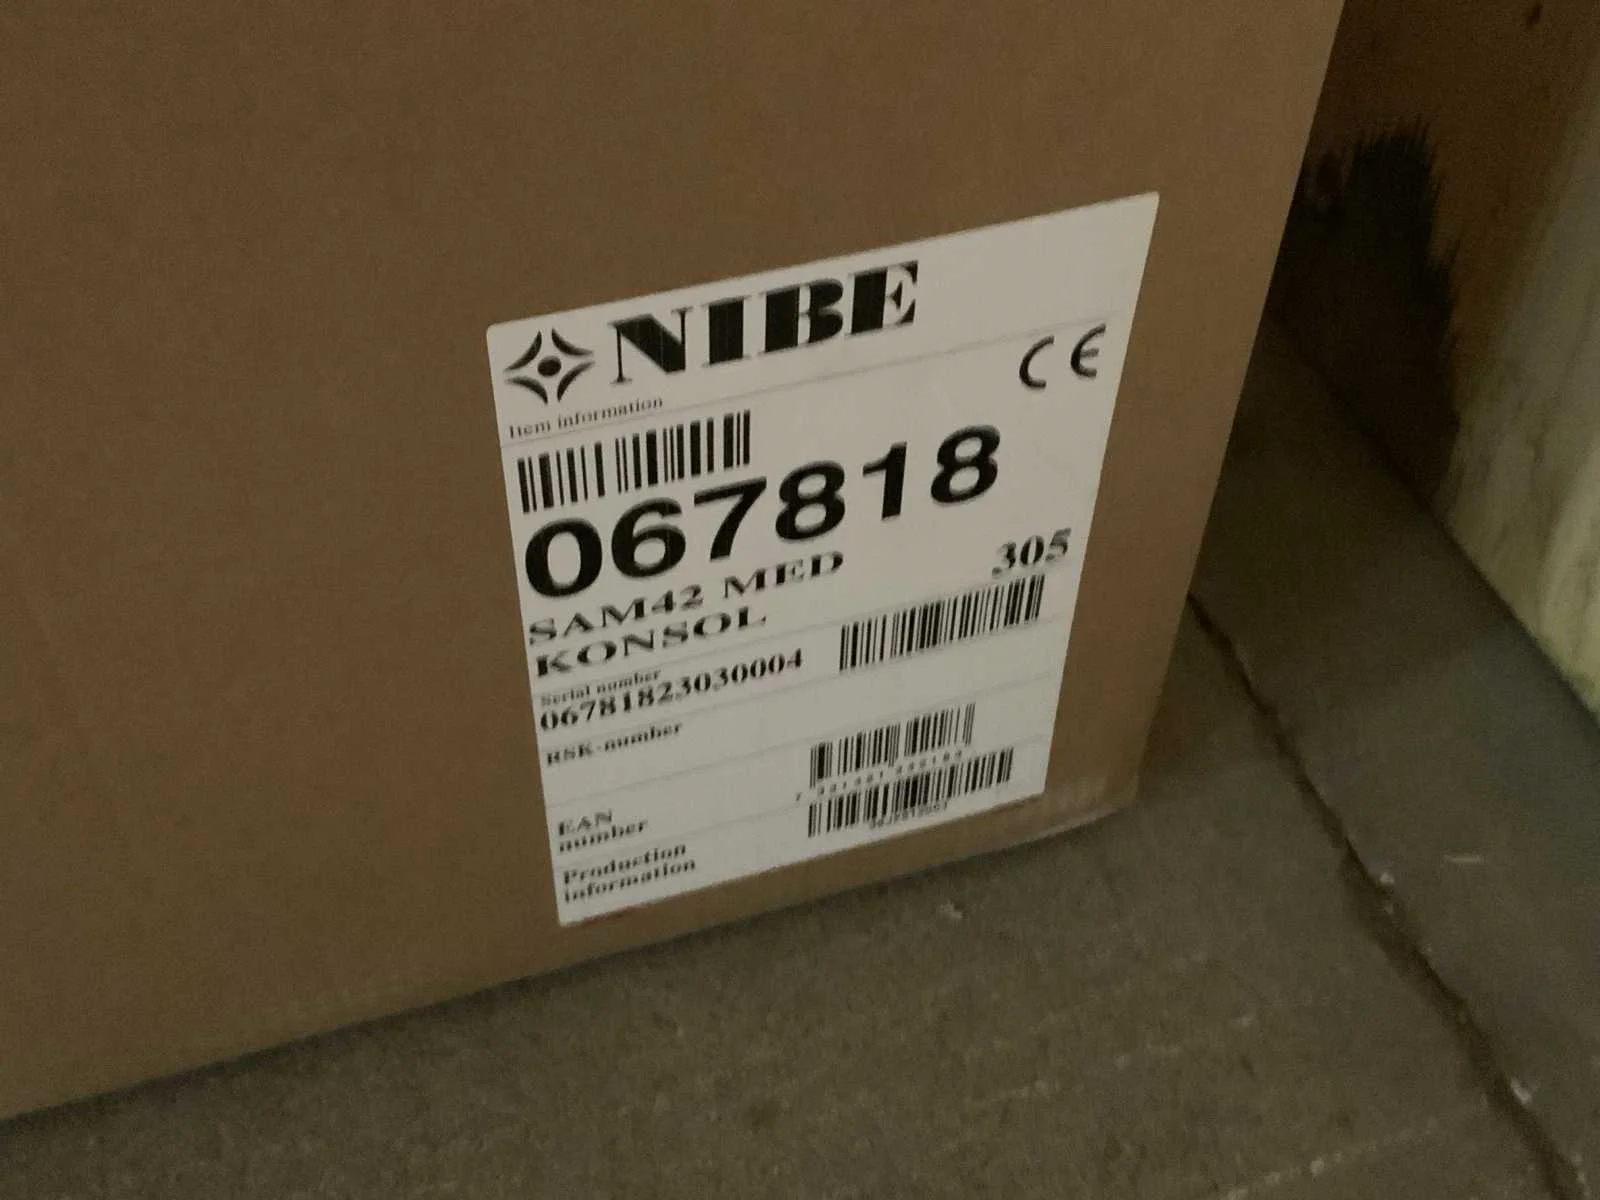 NIBE
CE
Item information
067818
SAM42 MED
KONSOL
305
Serial number
06781823030004
RSK-number
EAN
number
Production
information